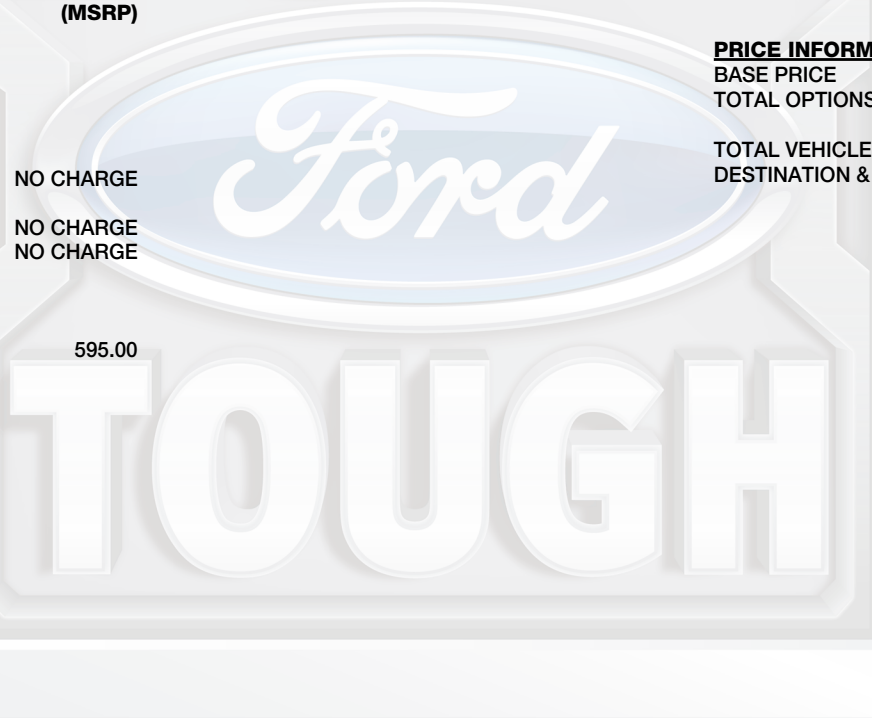 (MSRP)
NO CHARGE
NO CHARGE
NO CHARGE
595.00
PRICE INFORM
BASE PRICE
TOTAL OPTIONS
TOTAL VEHICLE
DESTINATION &
Ford
TOUGH